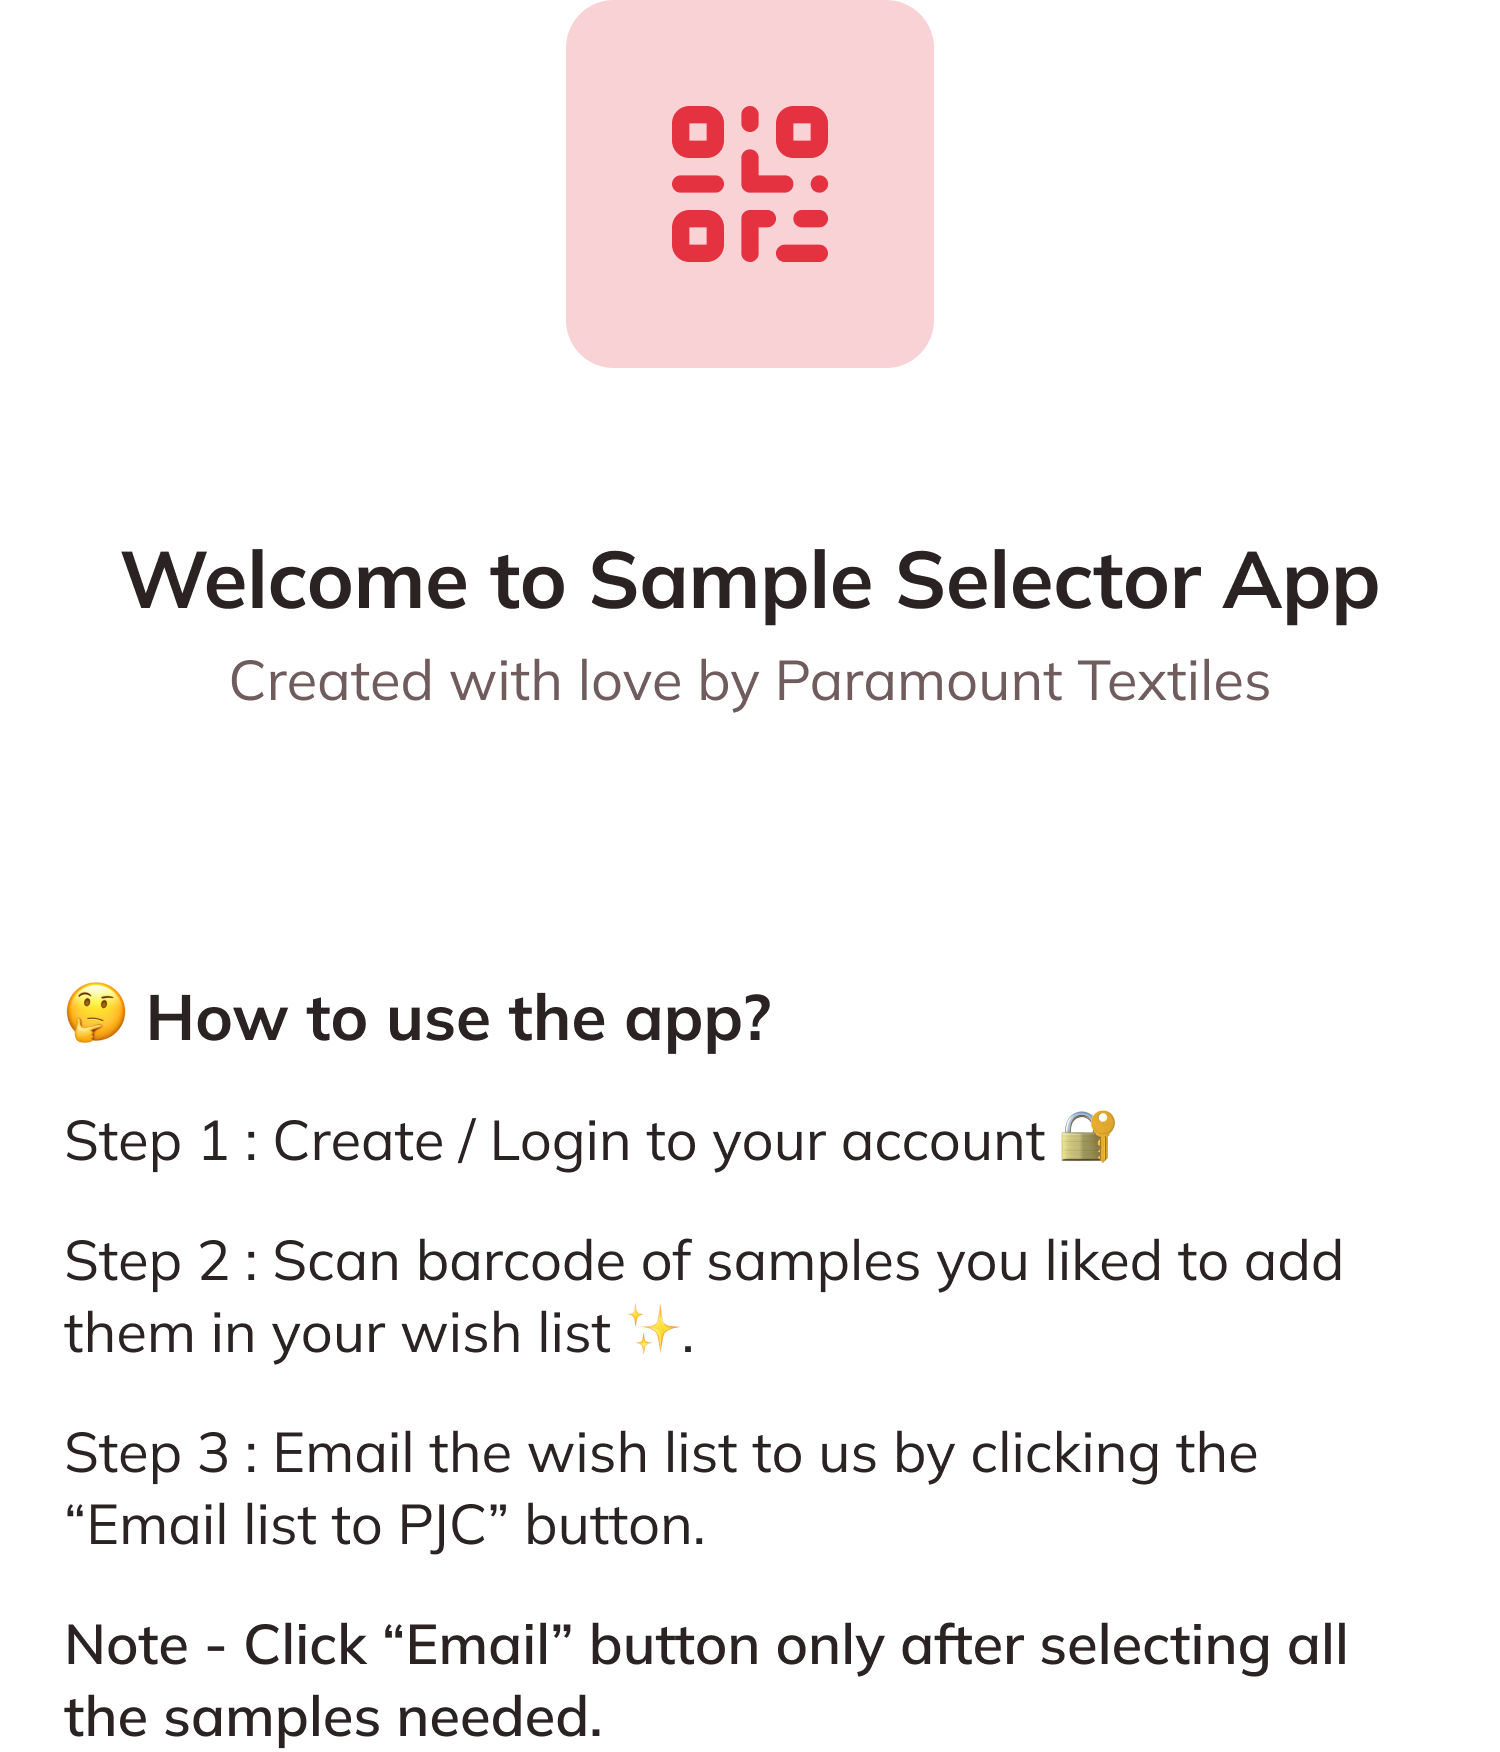 Welcome to Sample Selector App
Created with love by Paramount Textiles
🤔 How to use the app?
Step 1 : Create / Login to your account 🔐
Step 2 : Scan barcode of samples you liked to add
them in your wish list ✨.
Step 3 : Email the wish list to us by clicking the
“Email list to PJC” button.
Note - Click “Email” button only after selecting all
the samples needed.